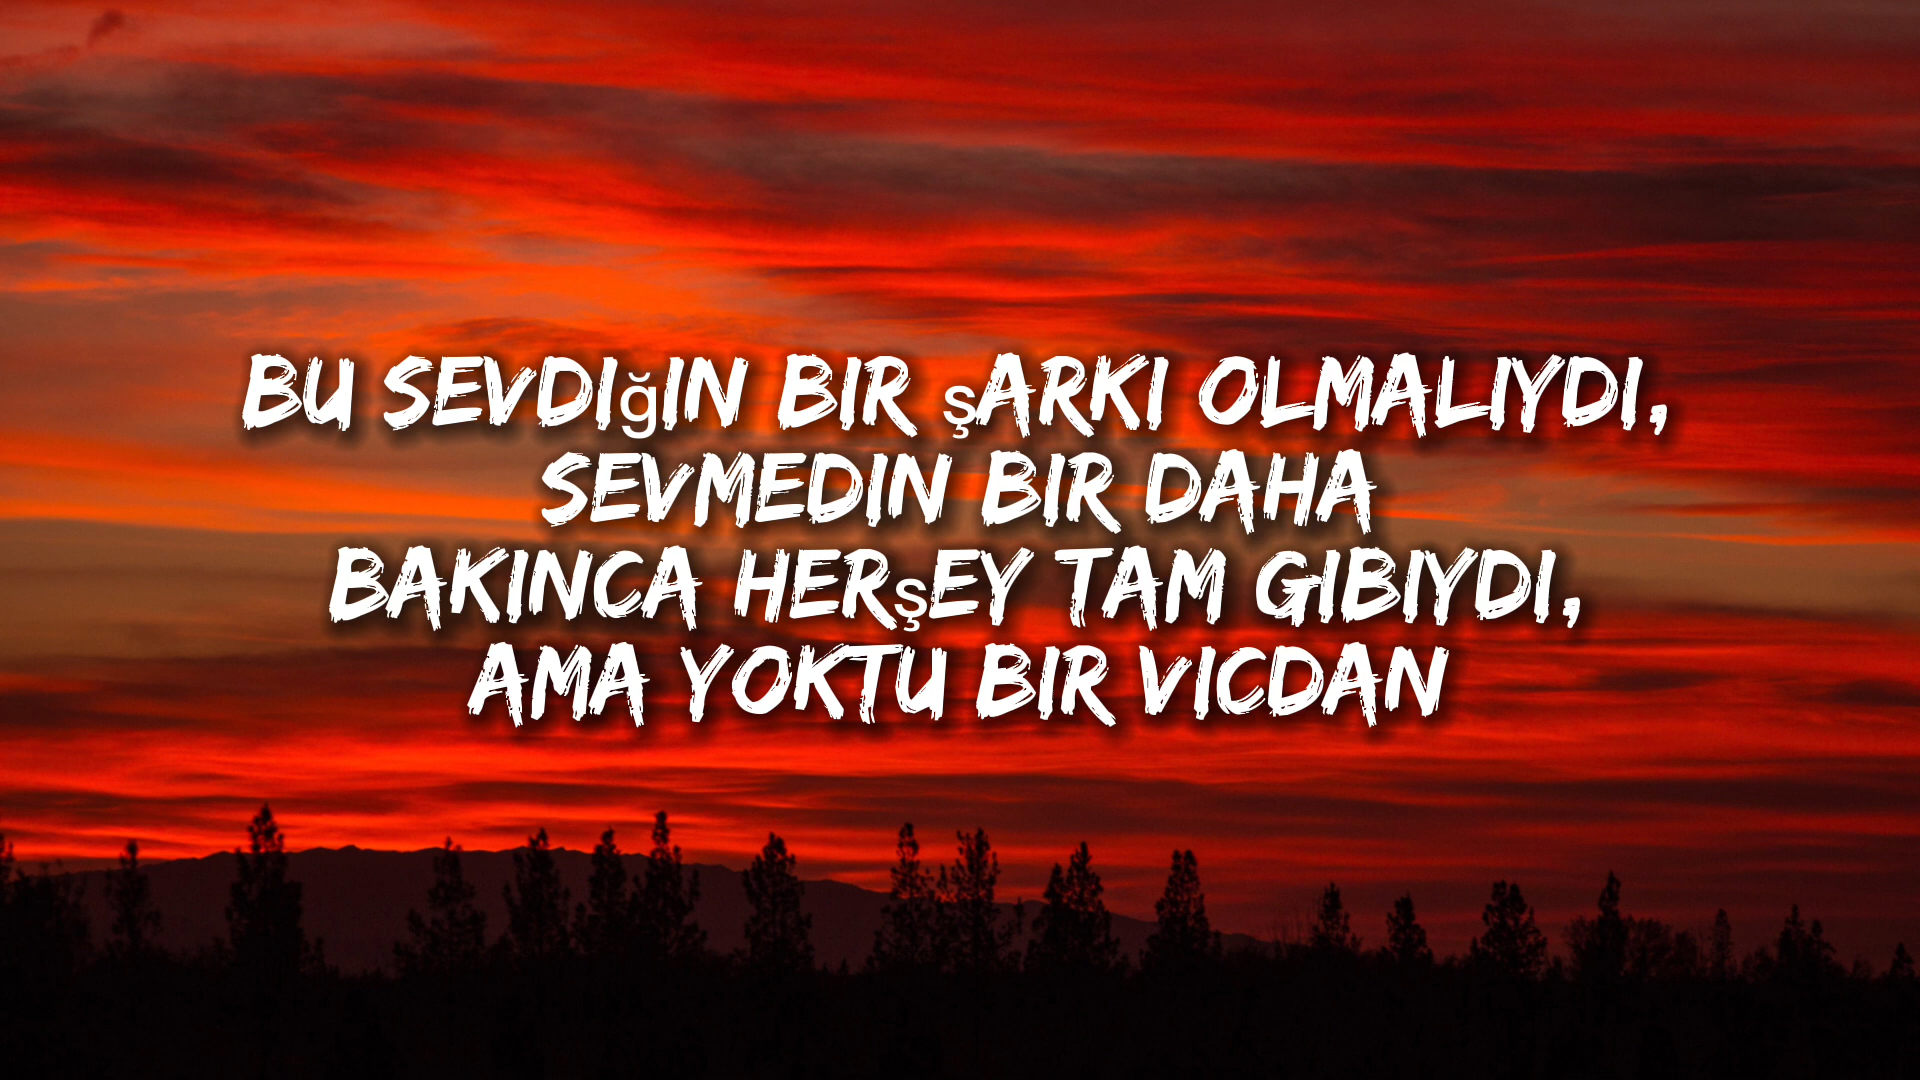 BU SEVDIğIN BIR şARKI OLMALIYDI,
SEVMEDIN BIR DAHA
BAKINCA HERşEY TAM GIBIYDI,
AMA YOKTU BIR VICDAN